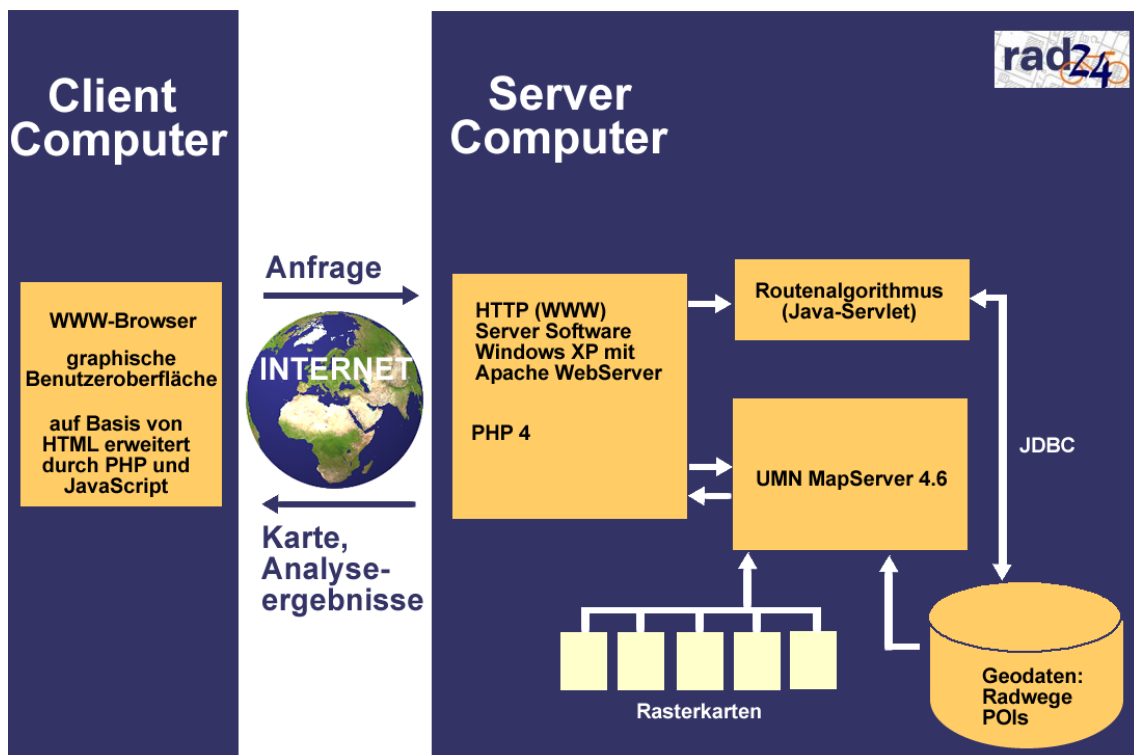 rad24
Client
Computer
Server
Computer
WWW-Browser
graphische
Benutzeroberfläche
auf Basis von
HTML erweitert
durch PHP und
JavaScript
Anfrage
INTERNET
Karte,
Analyse-
ergebnisse
HTTP (WWW)
Server Software
Windows XP mit
Apache WebServer
PHP 4
Routenalgorithmus
(Java-Servlet)
UMN MapServer 4.6
JDBC
Rasterkarten
Geodaten:
Radwege
POIs